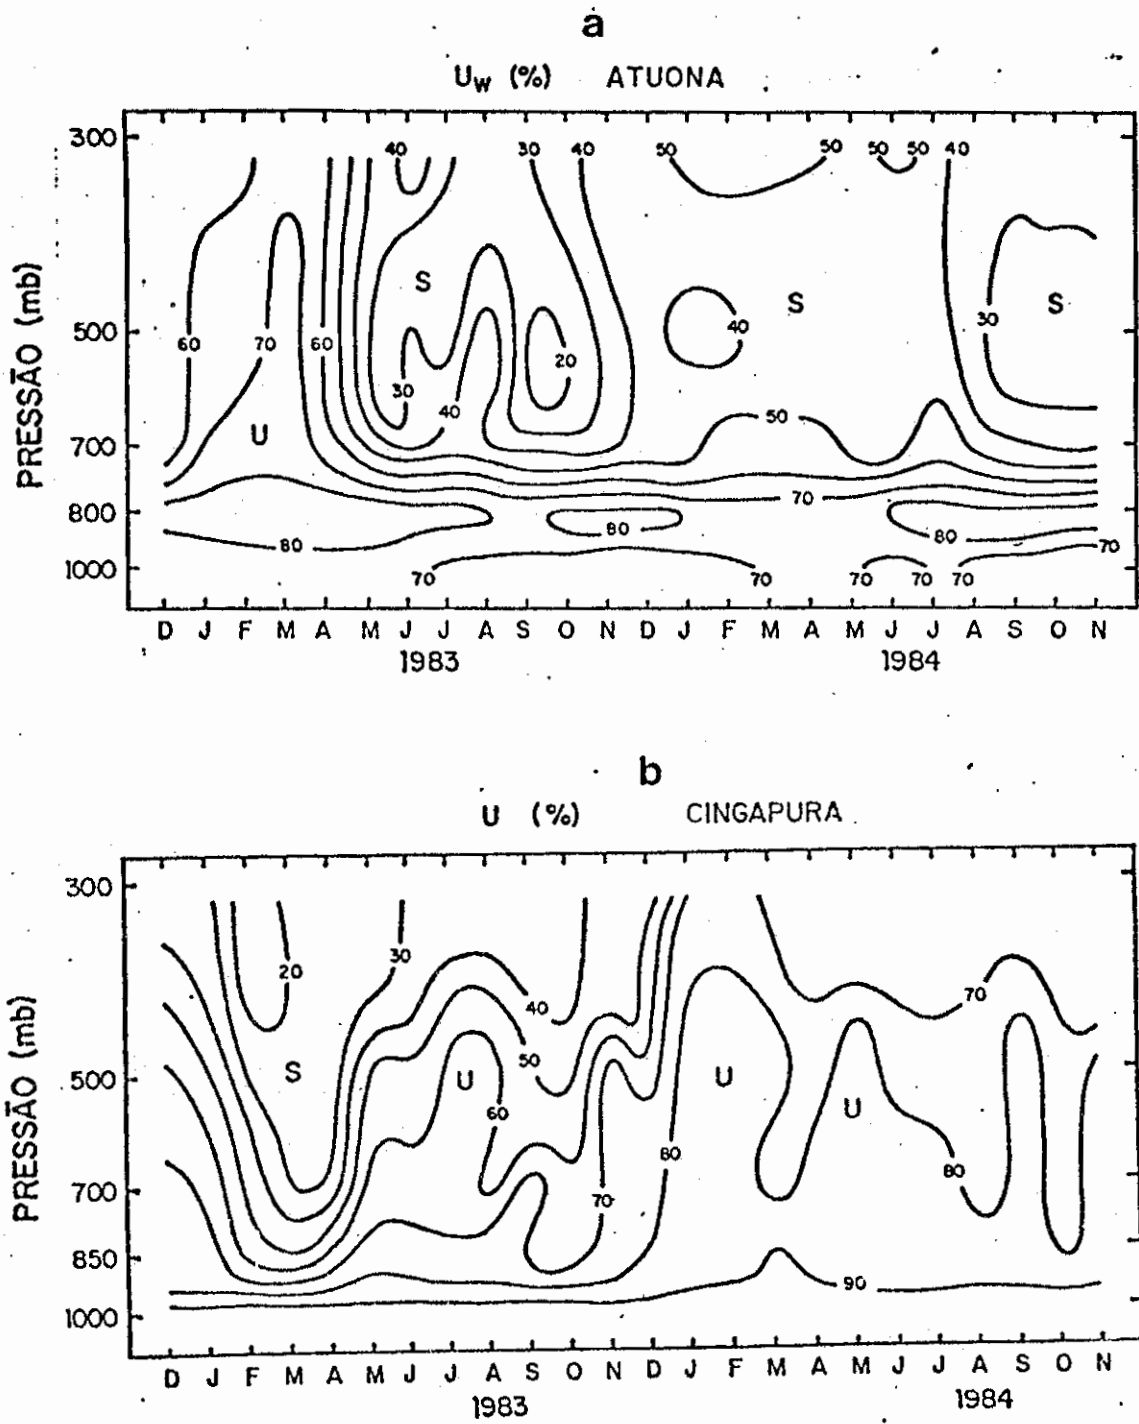 a
Uw (%) ATUONA
300
40 30 40 50 50 50 50 40
S
S 30 S
500
60 70 60 40
20
30
40
U 50
700
70
800
80 80 80
70
1000
70 70 70 70 70
PRESSÃO (mb)
D J F M A M J J A S O N D J F M A M J J A S O N
1983 1984
b
U (%) CINGAPURA
300
30
20 70
40
50
S U U
500
60 U
80 80
700
70
850
90
1000
PRESSÃO (mb)
D J F M A M J J A S O N D J F M A M J J A S O N
1983 1984